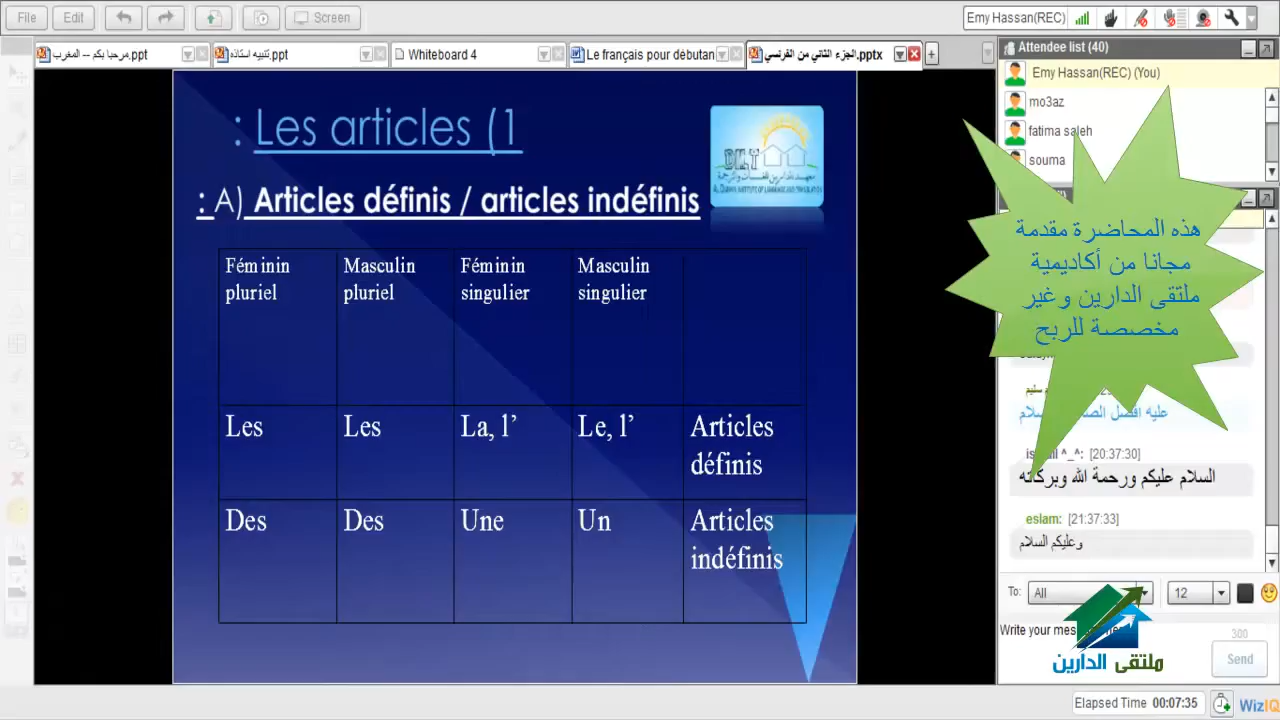 File
Edit
Screen
Emy Hassan(REC)
مرحبا بكم -- المغرب.ppt
تنبيه استاذه.ppt
Whiteboard 4
Le français pour débutan
الجزء الثاني من الفرنسي.pptx
: Les articles (1
: A) Articles définis / articles indéfinis
Féminin pluriel
Masculin pluriel
Féminin singulier
Masculin singulier
Les
Les
La, l’
Le, l’
Articles définis
Des
Des
Une
Un
Articles indéfinis
Attendee list (40)
Emy Hassan(REC) (You)
mo3az
fatima saleh
souma
هذه المحاضرة مقدمة
مجانا من أكاديمية
ملتقى الدارين وغير
مخصصة للربح
عليه افضل
^_^: [20:37:30]
السلام عليكم ورحمة الله وبركاته
eslam: [21:37:33]
وعليكم السلام
To:
All
12
Write your mes
300
Send
ملتقى الدارين
Elapsed Time 00:07:35
WizIQ